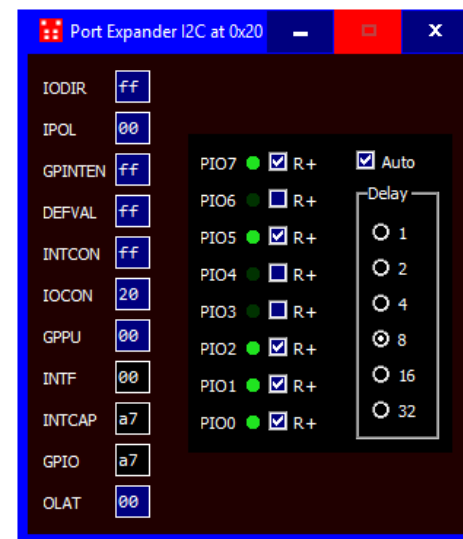 Port Expander I2C at 0x20
IODIR ff
IPOL 00
GPINTEN ff
DEFVAL ff
INTCON ff
IOCON 20
GPPU 00
INTF 00
INTCAP a7
GPIO a7
OLAT 00
PIO7 R+
PIO6 R+
PIO5 R+
PIO4 R+
PIO3 R+
PIO2 R+
PIO1 R+
PIO0 R+
Auto
Delay
1
2
4
8
16
32